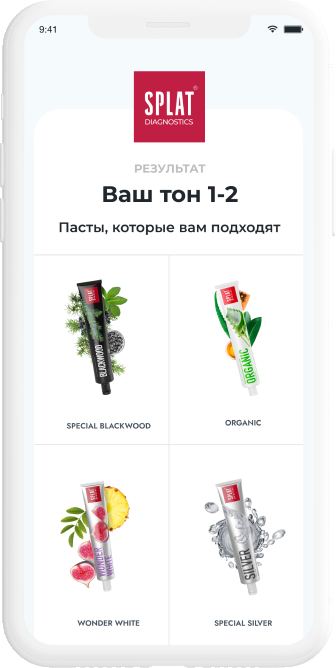 9:41
SPLAT®
DIAGNOSTICS
РЕЗУЛЬТАТ
Ваш тон 1-2
Пасты, которые вам подходят
SPLAT
BLACKWOOD
SPLAT
ORGANIC
SPECIAL BLACKWOOD
ORGANIC
SPLAT
WONDER
WHITE
SPLAT
SILVER
WONDER WHITE
SPECIAL SILVER